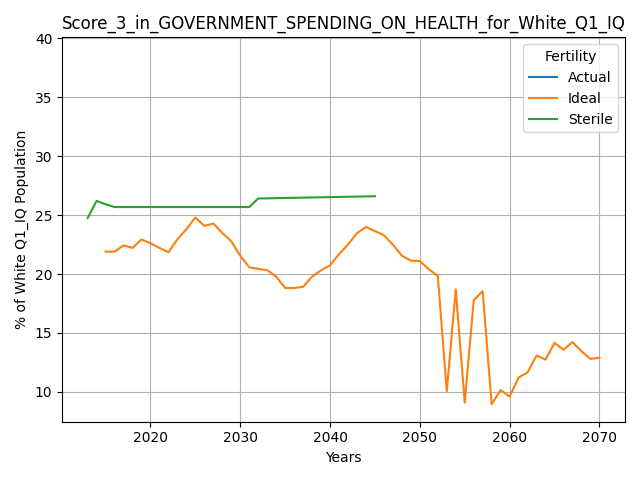 Score_3_in_GOVERNMENT_SPENDING_ON_HEALTH_for_White_Q1_IQ
% of White Q1_IQ Population
40
35
30
25
20
15
10
Fertility
Actual
Ideal
Sterile
2020 2030 2040 2050 2060 2070
Years